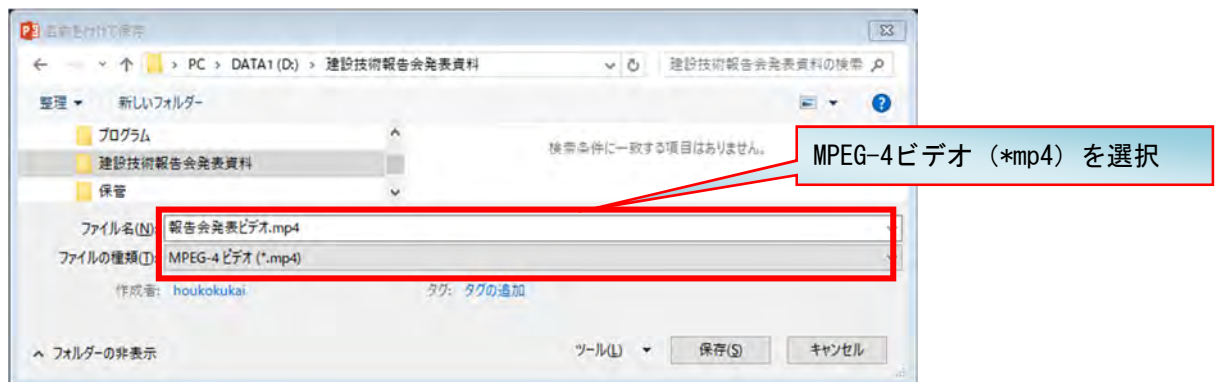 名前を付けて保存
PC > DATA1 (D:) > 建設技術報告会発表資料
建設技術報告会発表資料の検索
整理 新しいフォルダー
プログラム
検索条件に一致する項目はありません。
建設技術報告会発表資料
MPEG-4ビデオ (*mp4) を選択
保管
ファイル名(N): 報告会発表ビデオ.mp4
ファイルの種類(T): MPEG-4 ビデオ (*.mp4)
作成者: houkokukai タグ: タグの追加
フォルダーの非表示
ツール(L) 保存(S) キャンセル